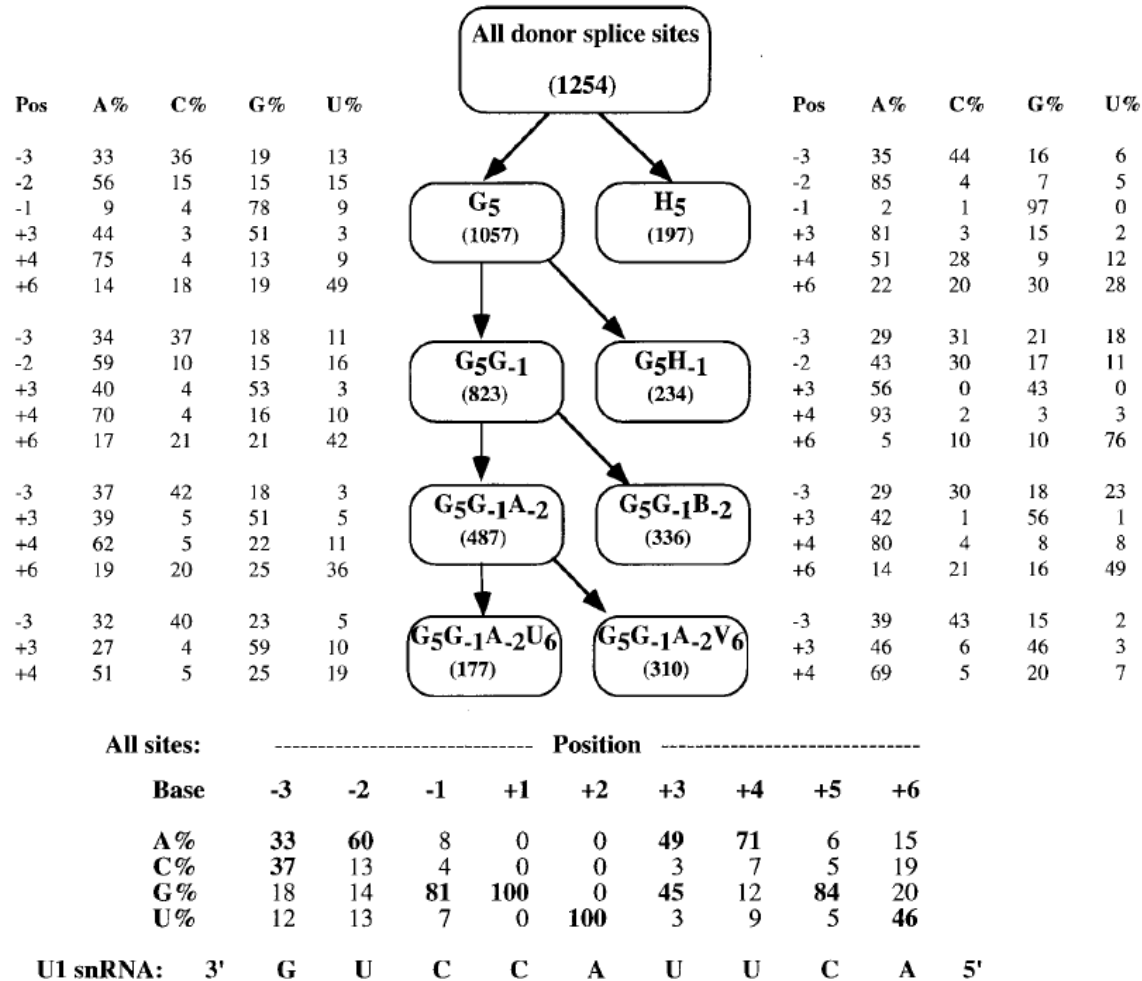 All donor splice sites
(1254)
Pos A% C% G% U%
-3 33 36 19 13
-2 56 15 15 15
-1 9 4 78 9
+3 44 3 51 3
+4 75 4 13 9
+6 14 18 19 49
G5
(1057)
H5
(197)
Pos A% C% G% U%
-3 35 44 16 6
-2 85 4 7 5
-1 2 1 97 0
+3 81 3 15 2
+4 51 28 9 12
+6 22 20 30 28
-3 34 37 18 11
-2 59 10 15 16
+3 40 4 53 3
+4 70 4 16 10
+6 17 21 21 42
G5G-1
(823)
G5H-1
(234)
-3 29 31 21 18
-2 43 30 17 11
+3 56 0 43 0
+4 93 2 3 3
+6 5 10 10 76
-3 37 42 18 3
+3 39 5 51 5
+4 62 5 22 11
+6 19 20 25 36
G5G-1A-2
(487)
G5G-1B-2
(336)
-3 29 30 18 23
+3 42 1 56 1
+4 80 4 8 8
+6 14 21 16 49
-3 32 40 23 5
+3 27 4 59 10
+4 51 5 25 19
G5G-1A-2U6
(177)
G5G-1A-2V6
(310)
-3 39 43 15 2
+3 46 6 46 3
+4 69 5 20 7
All sites: ---------------------------- Position ----------------------------
Base -3 -2 -1 +1 +2 +3 +4 +5 +6
A% 33 60 8 0 0 49 71 6 15
C% 37 13 4 0 0 3 7 5 19
G% 18 14 81 100 0 45 12 84 20
U% 12 13 7 0 100 3 9 5 46
U1 snRNA: 3' G U C C A U U C A 5'